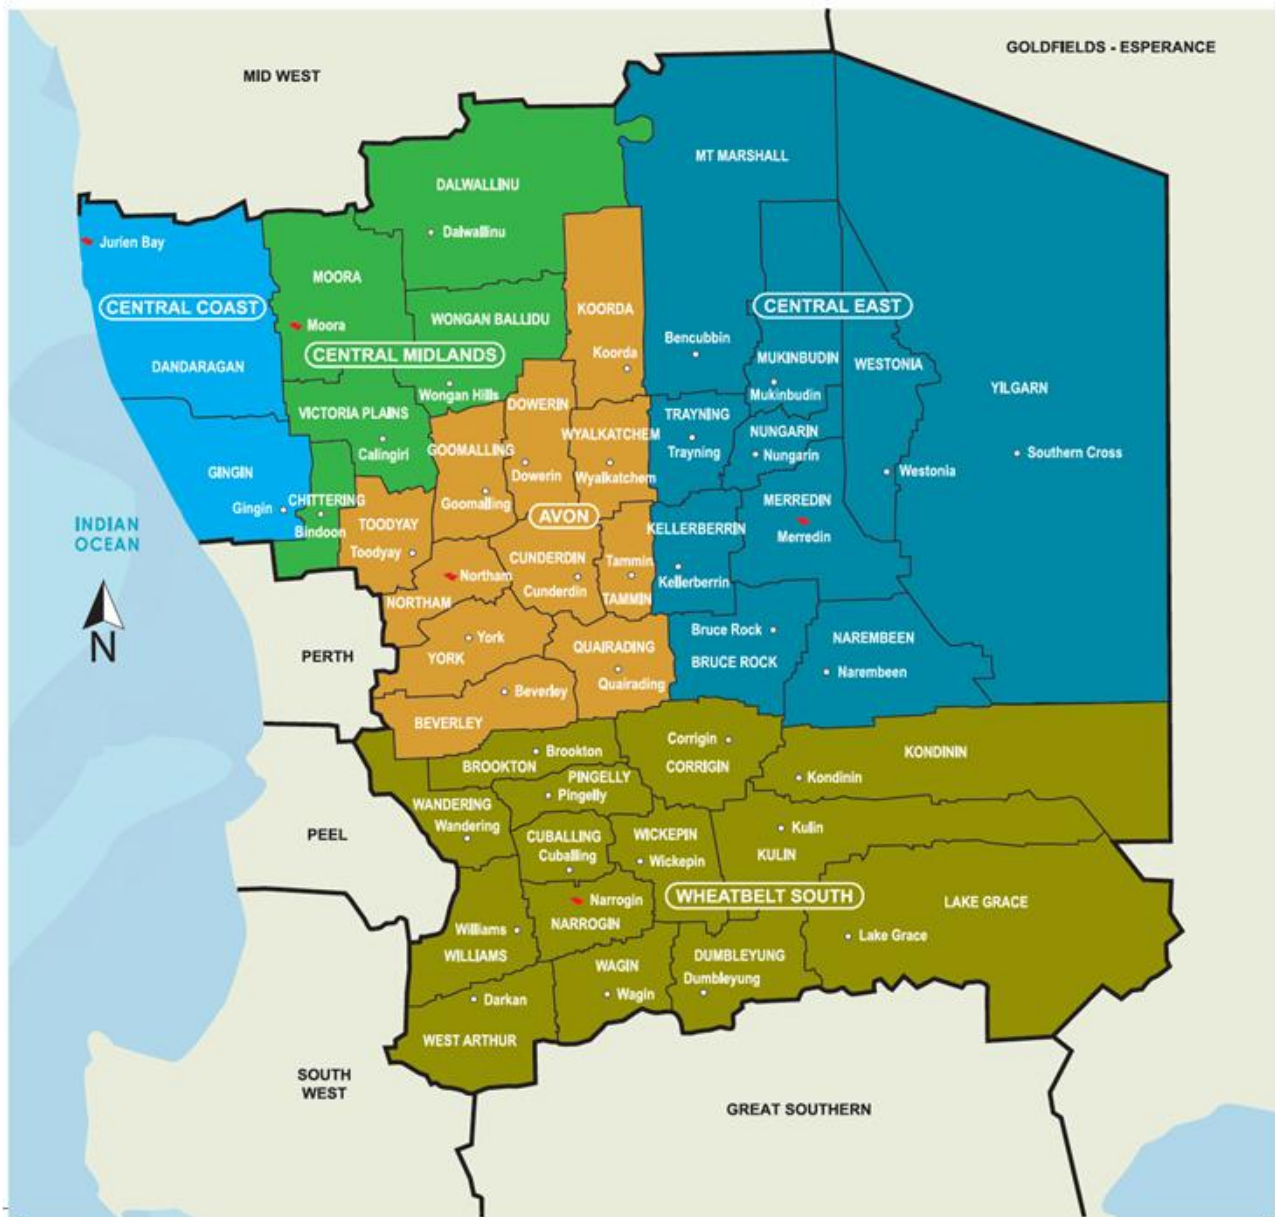 GOLDFIELDS - ESPERANCE
MID WEST
MT MARSHALL
DALWALLINU
Dalwallinu
Jurien Bay
MOORA
CENTRAL COAST
KOORDA
CENTRAL EAST
WONGAN BALLIDU
Moora
Bencubbin
CENTRAL MIDLANDS
Koorda
MUKINBUDIN
WESTONIA
DANDARAGAN
YILGARN
Wongan Hills
Mukinbudin
DOWERIN
VICTORIA PLAINS
TRAYNING
NUNGARIN
WYALKATCHEM
Calingiri
GOOMALLING
Trayning
Nungarin
Southern Cross
GINGIN
Dowerin
Wyalkatchem
Westonia
CHITTERING
Goomalling
MERREDIN
Gingin
AVON
INDIAN
OCEAN
TOODYAY
Bindoon
KELLERBERRIN
Merredin
Toodyay
CUNDERDIN
Tammin
Northam
Kellerberrin
Cunderdin
NORTHAM
TAMMIN
N
York
Bruce Rock
NAREMBEEN
PERTH
YORK
QUAIRADING
BRUCE ROCK
Narembeen
Quairading
Beverley
BEVERLEY
Corrigin
Brookton
KONDININ
BROOKTON
CORRIGIN
PINGELLY
Kondinin
Pingelly
WANDERING
Wandering
Kulin
PEEL
CUBALLING
WICKEPIN
Cuballing
KULIN
Wickepin
WHEATBELT SOUTH
Narrogin
LAKE GRACE
NARROGIN
Williams
Lake Grace
WILLIAMS
DUMBLEYUNG
WAGIN
Dumbleyung
Wagin
Darkan
WEST ARTHUR
SOUTH
WEST
GREAT SOUTHERN